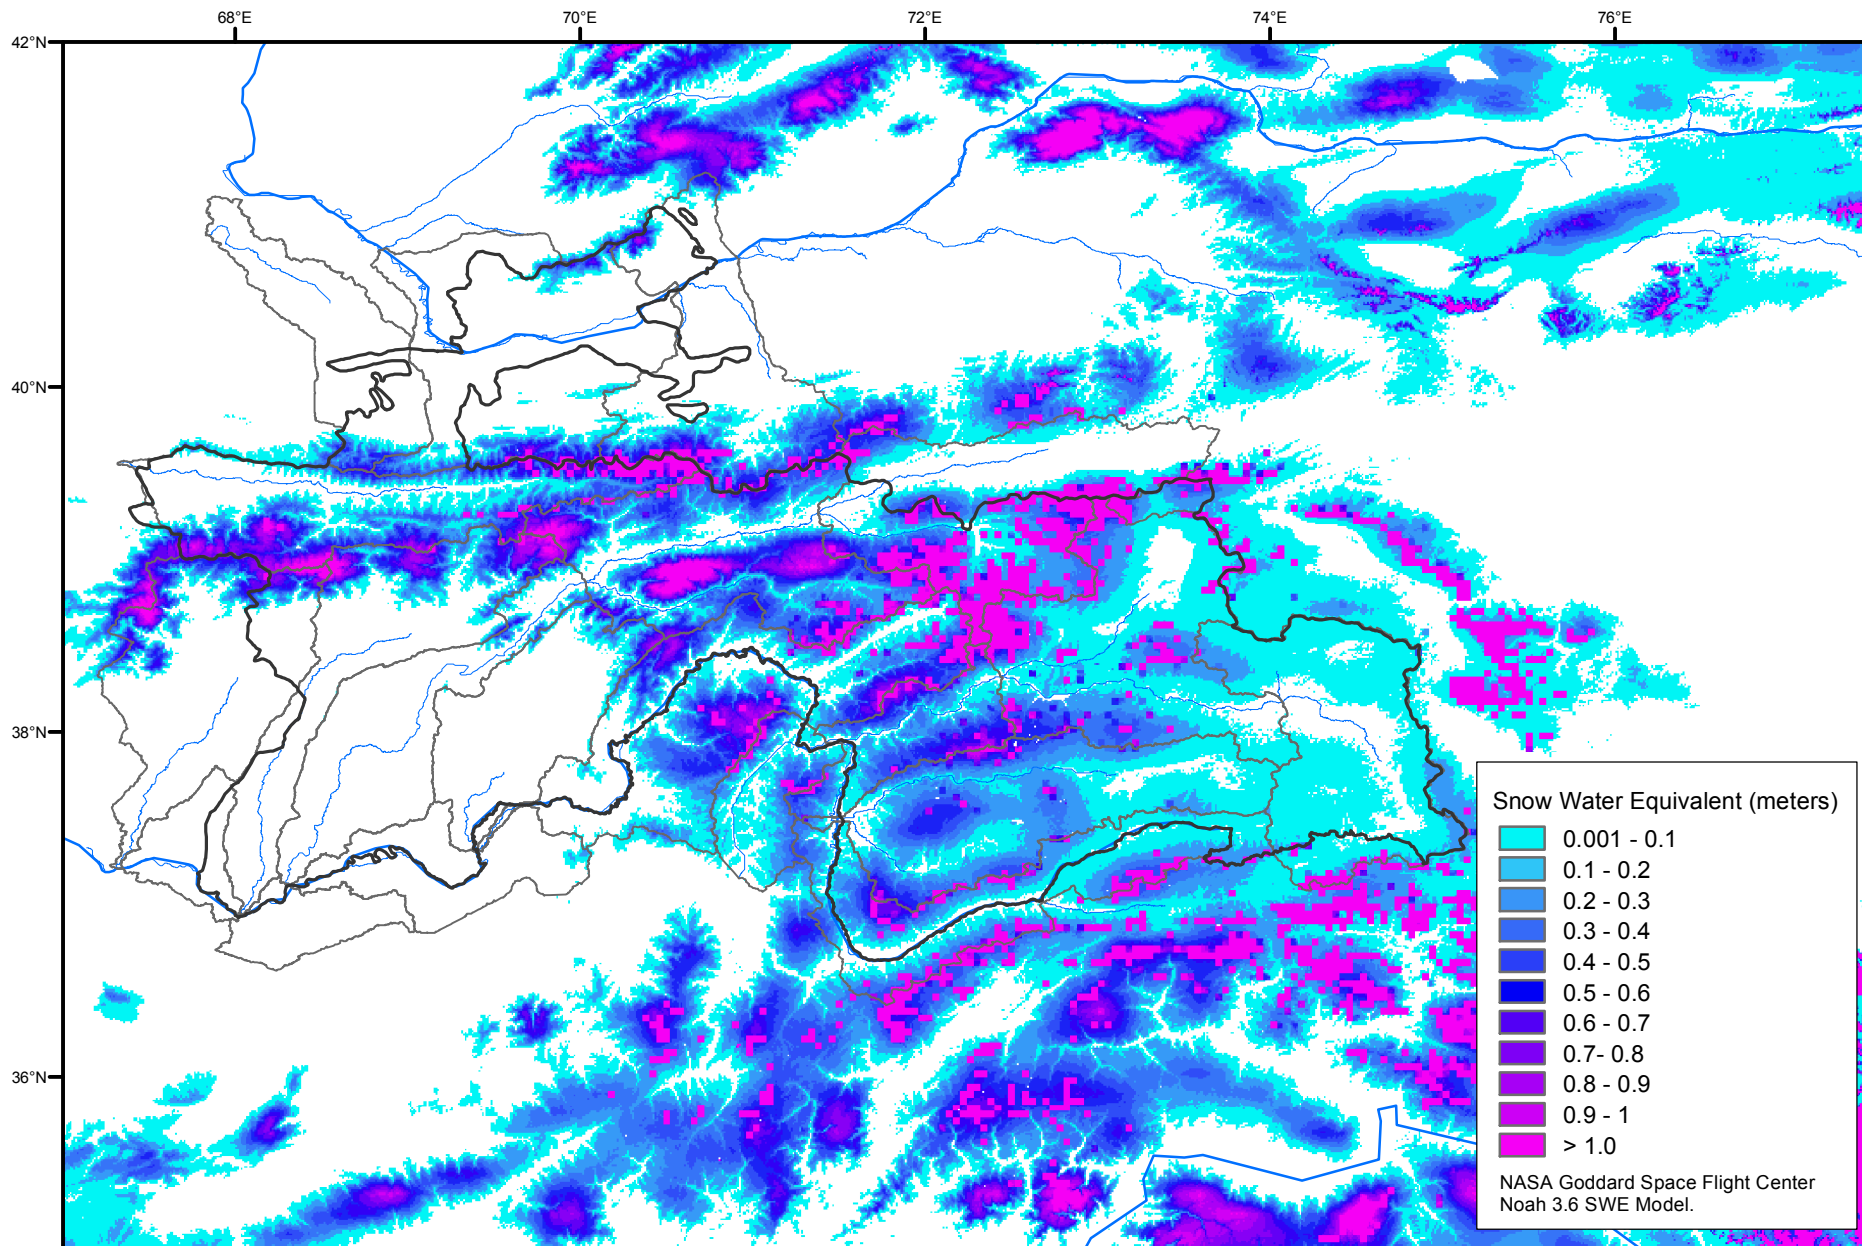 68°E 70°E 72°E 74°E 76°E
42°N
40°N
38°N
36°N
Snow Water Equivalent (meters)
0.001 - 0.1
0.1 - 0.2
0.2 - 0.3
0.3 - 0.4
0.4 - 0.5
0.5 - 0.6
0.6 - 0.7
0.7- 0.8
0.8 - 0.9
0.9 - 1
> 1.0
NASA Goddard Space Flight Center
Noah 3.6 SWE Model.